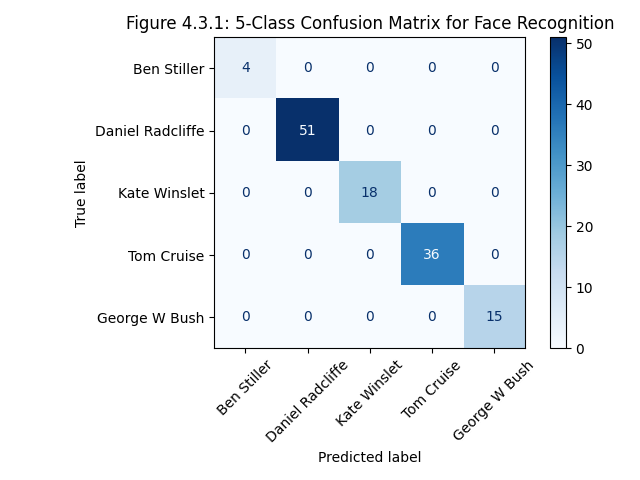 Figure 4.3.1: 5-Class Confusion Matrix for Face Recognition
Ben Stiller 4 0 0 0 0
Daniel Radcliffe 0 51 0 0 0
Kate Winslet 0 0 18 0 0
Tom Cruise 0 0 0 36 0
George W Bush 0 0 0 0 15
True label
Ben Stiller
Daniel Radcliffe
Kate Winslet
Tom Cruise
George W Bush
Predicted label
50
40
30
20
10
0